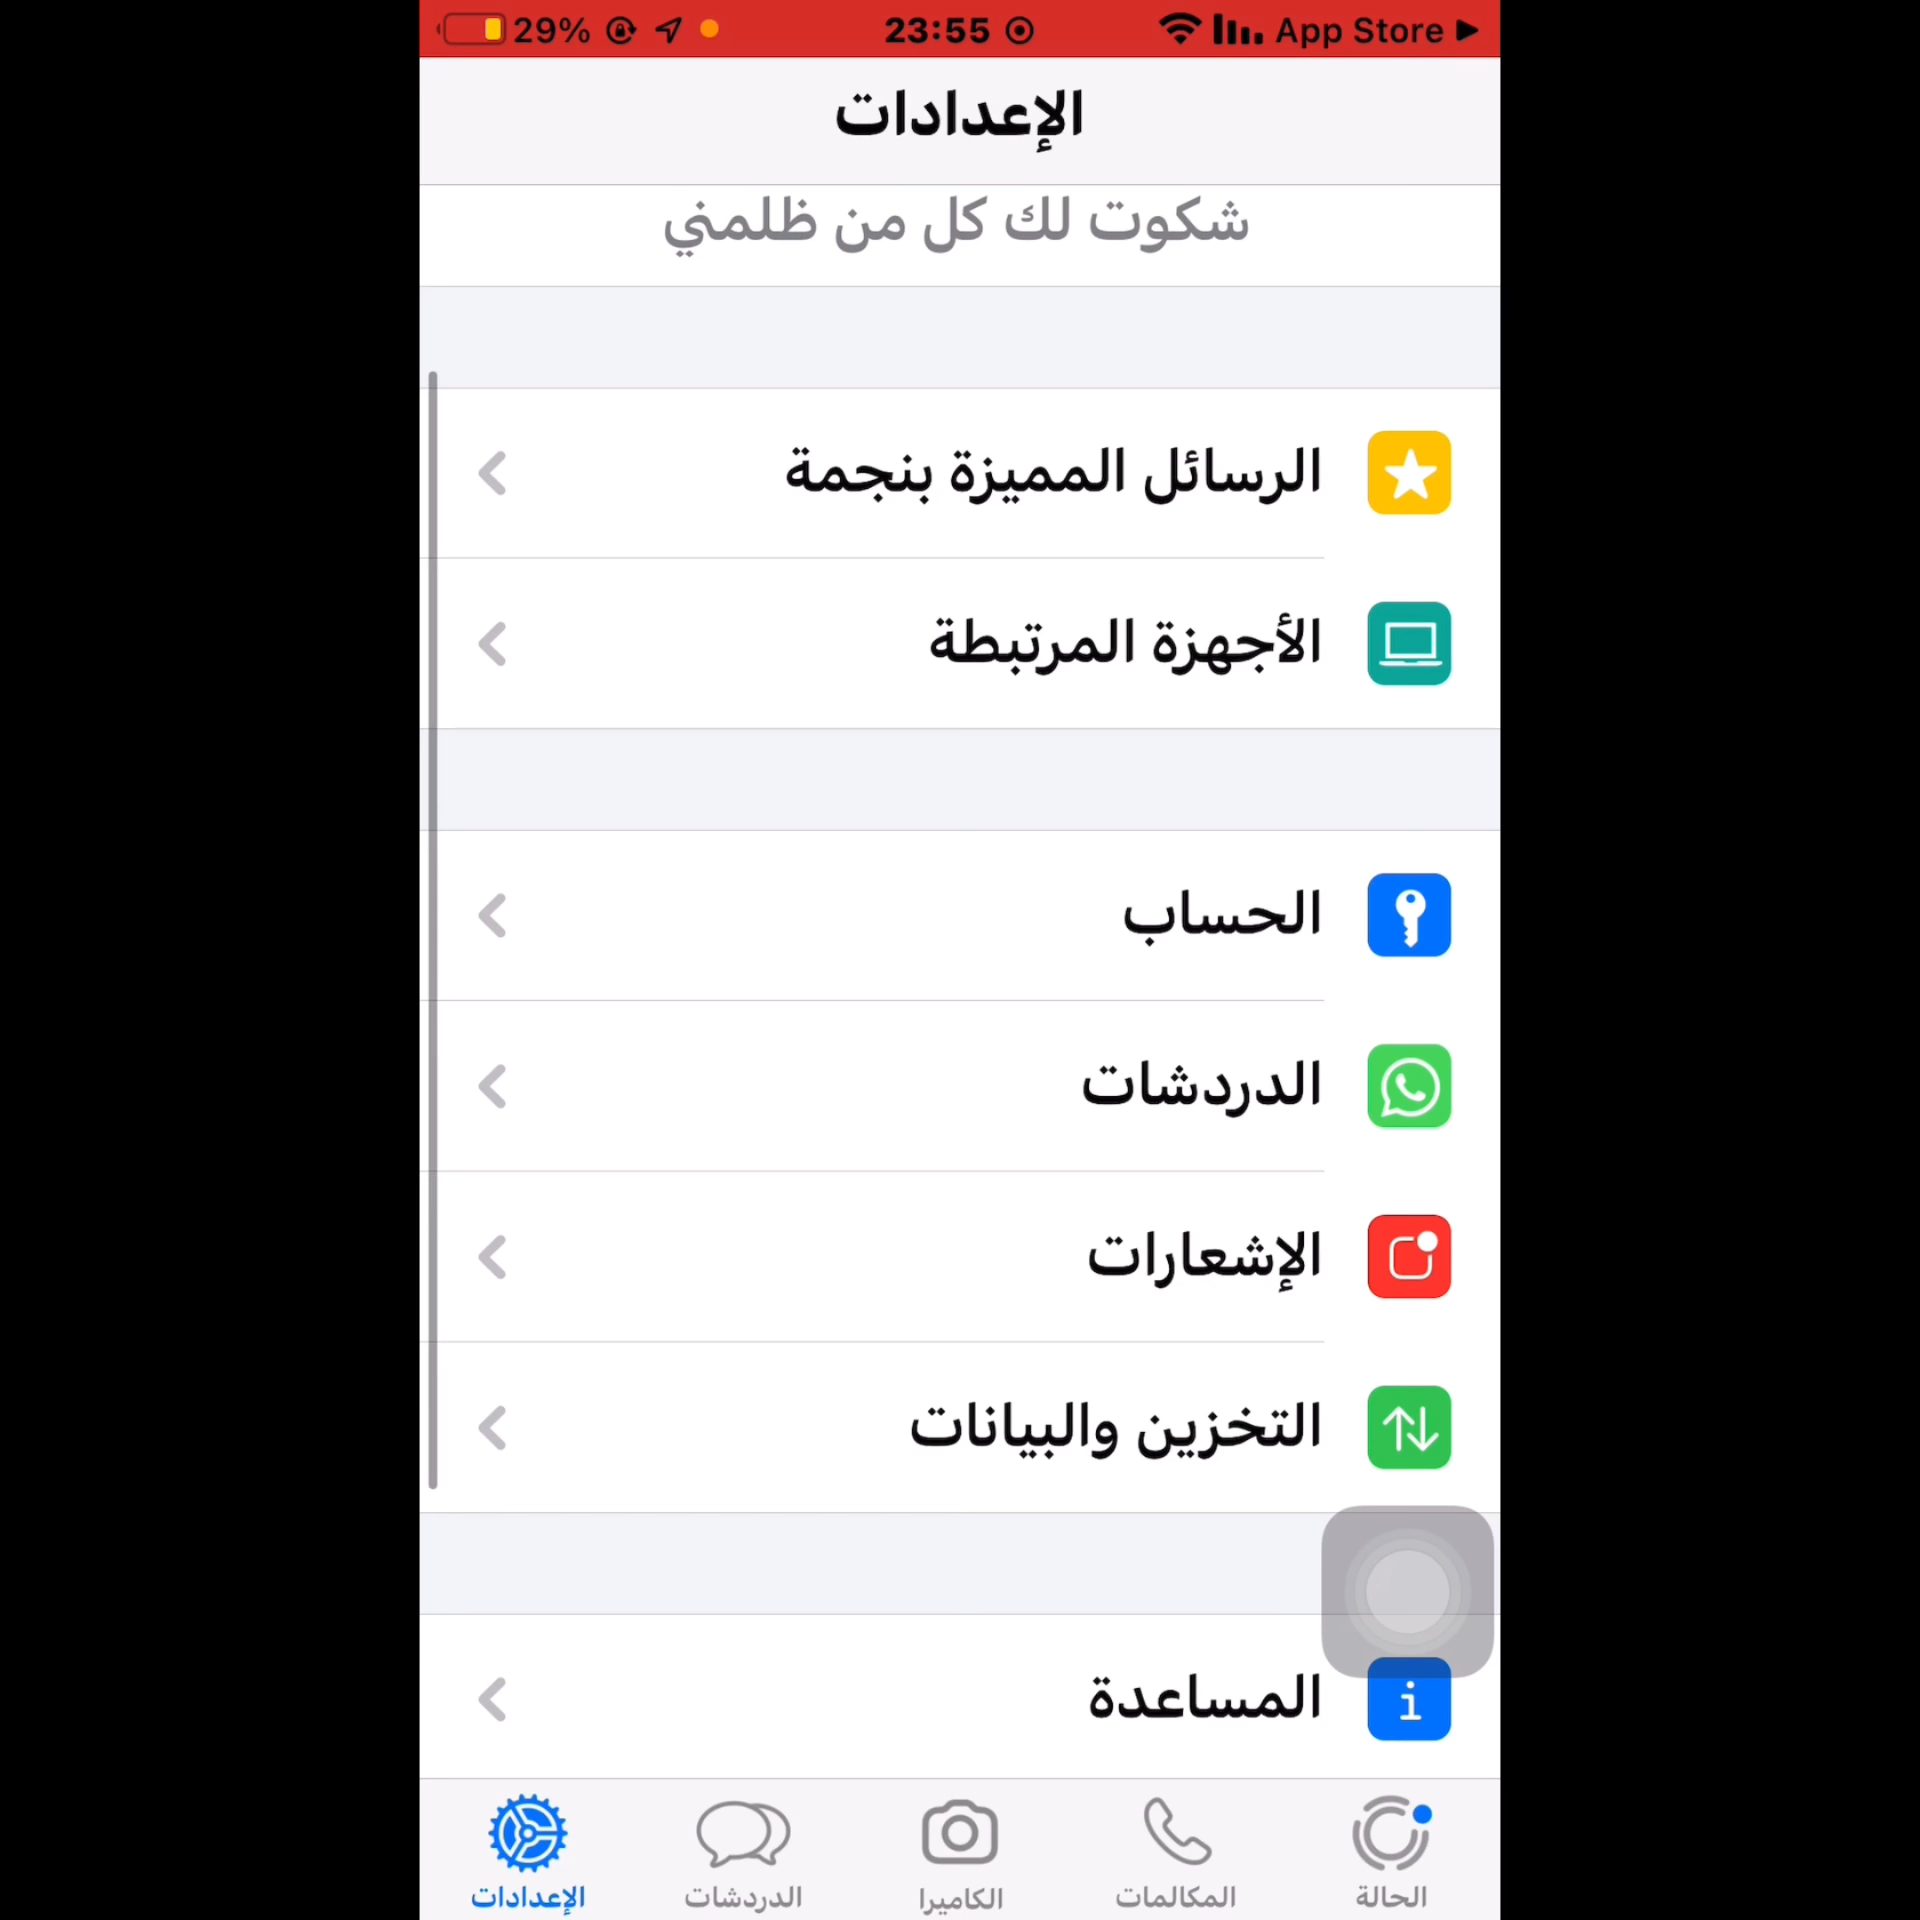 29% 23:55 App Store
الإعدادات
شكوت لك كل من ظلمني
الرسائل المميزة بنجمة
الأجهزة المرتبطة
الحساب
الدردشات
الإشعارات
التخزين والبيانات
المساعدة
الحالة المكالمات الكاميرا الدردشات الإعدادات